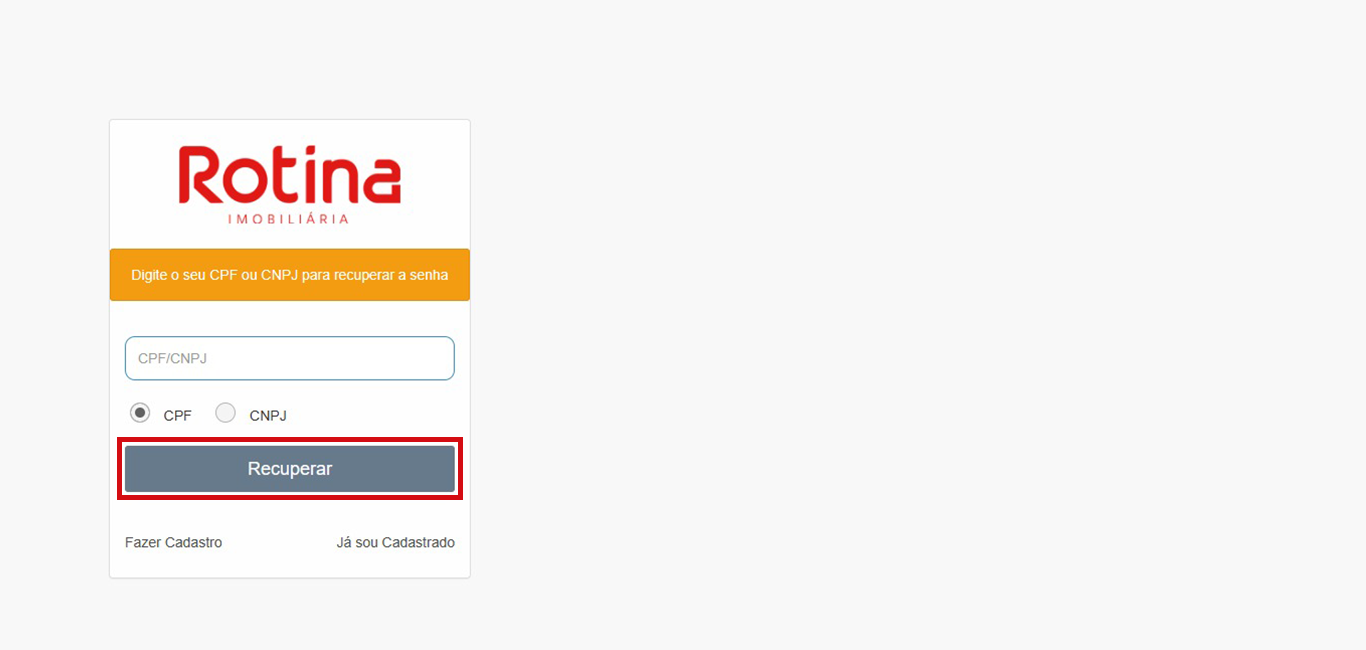 Rotina
IMOBILIÁRIA
Digite o seu CPF ou CNPJ para recuperar a senha
CPF/CNPJ
CPF CNPJ
Recuperar
Fazer Cadastro Já sou Cadastrado